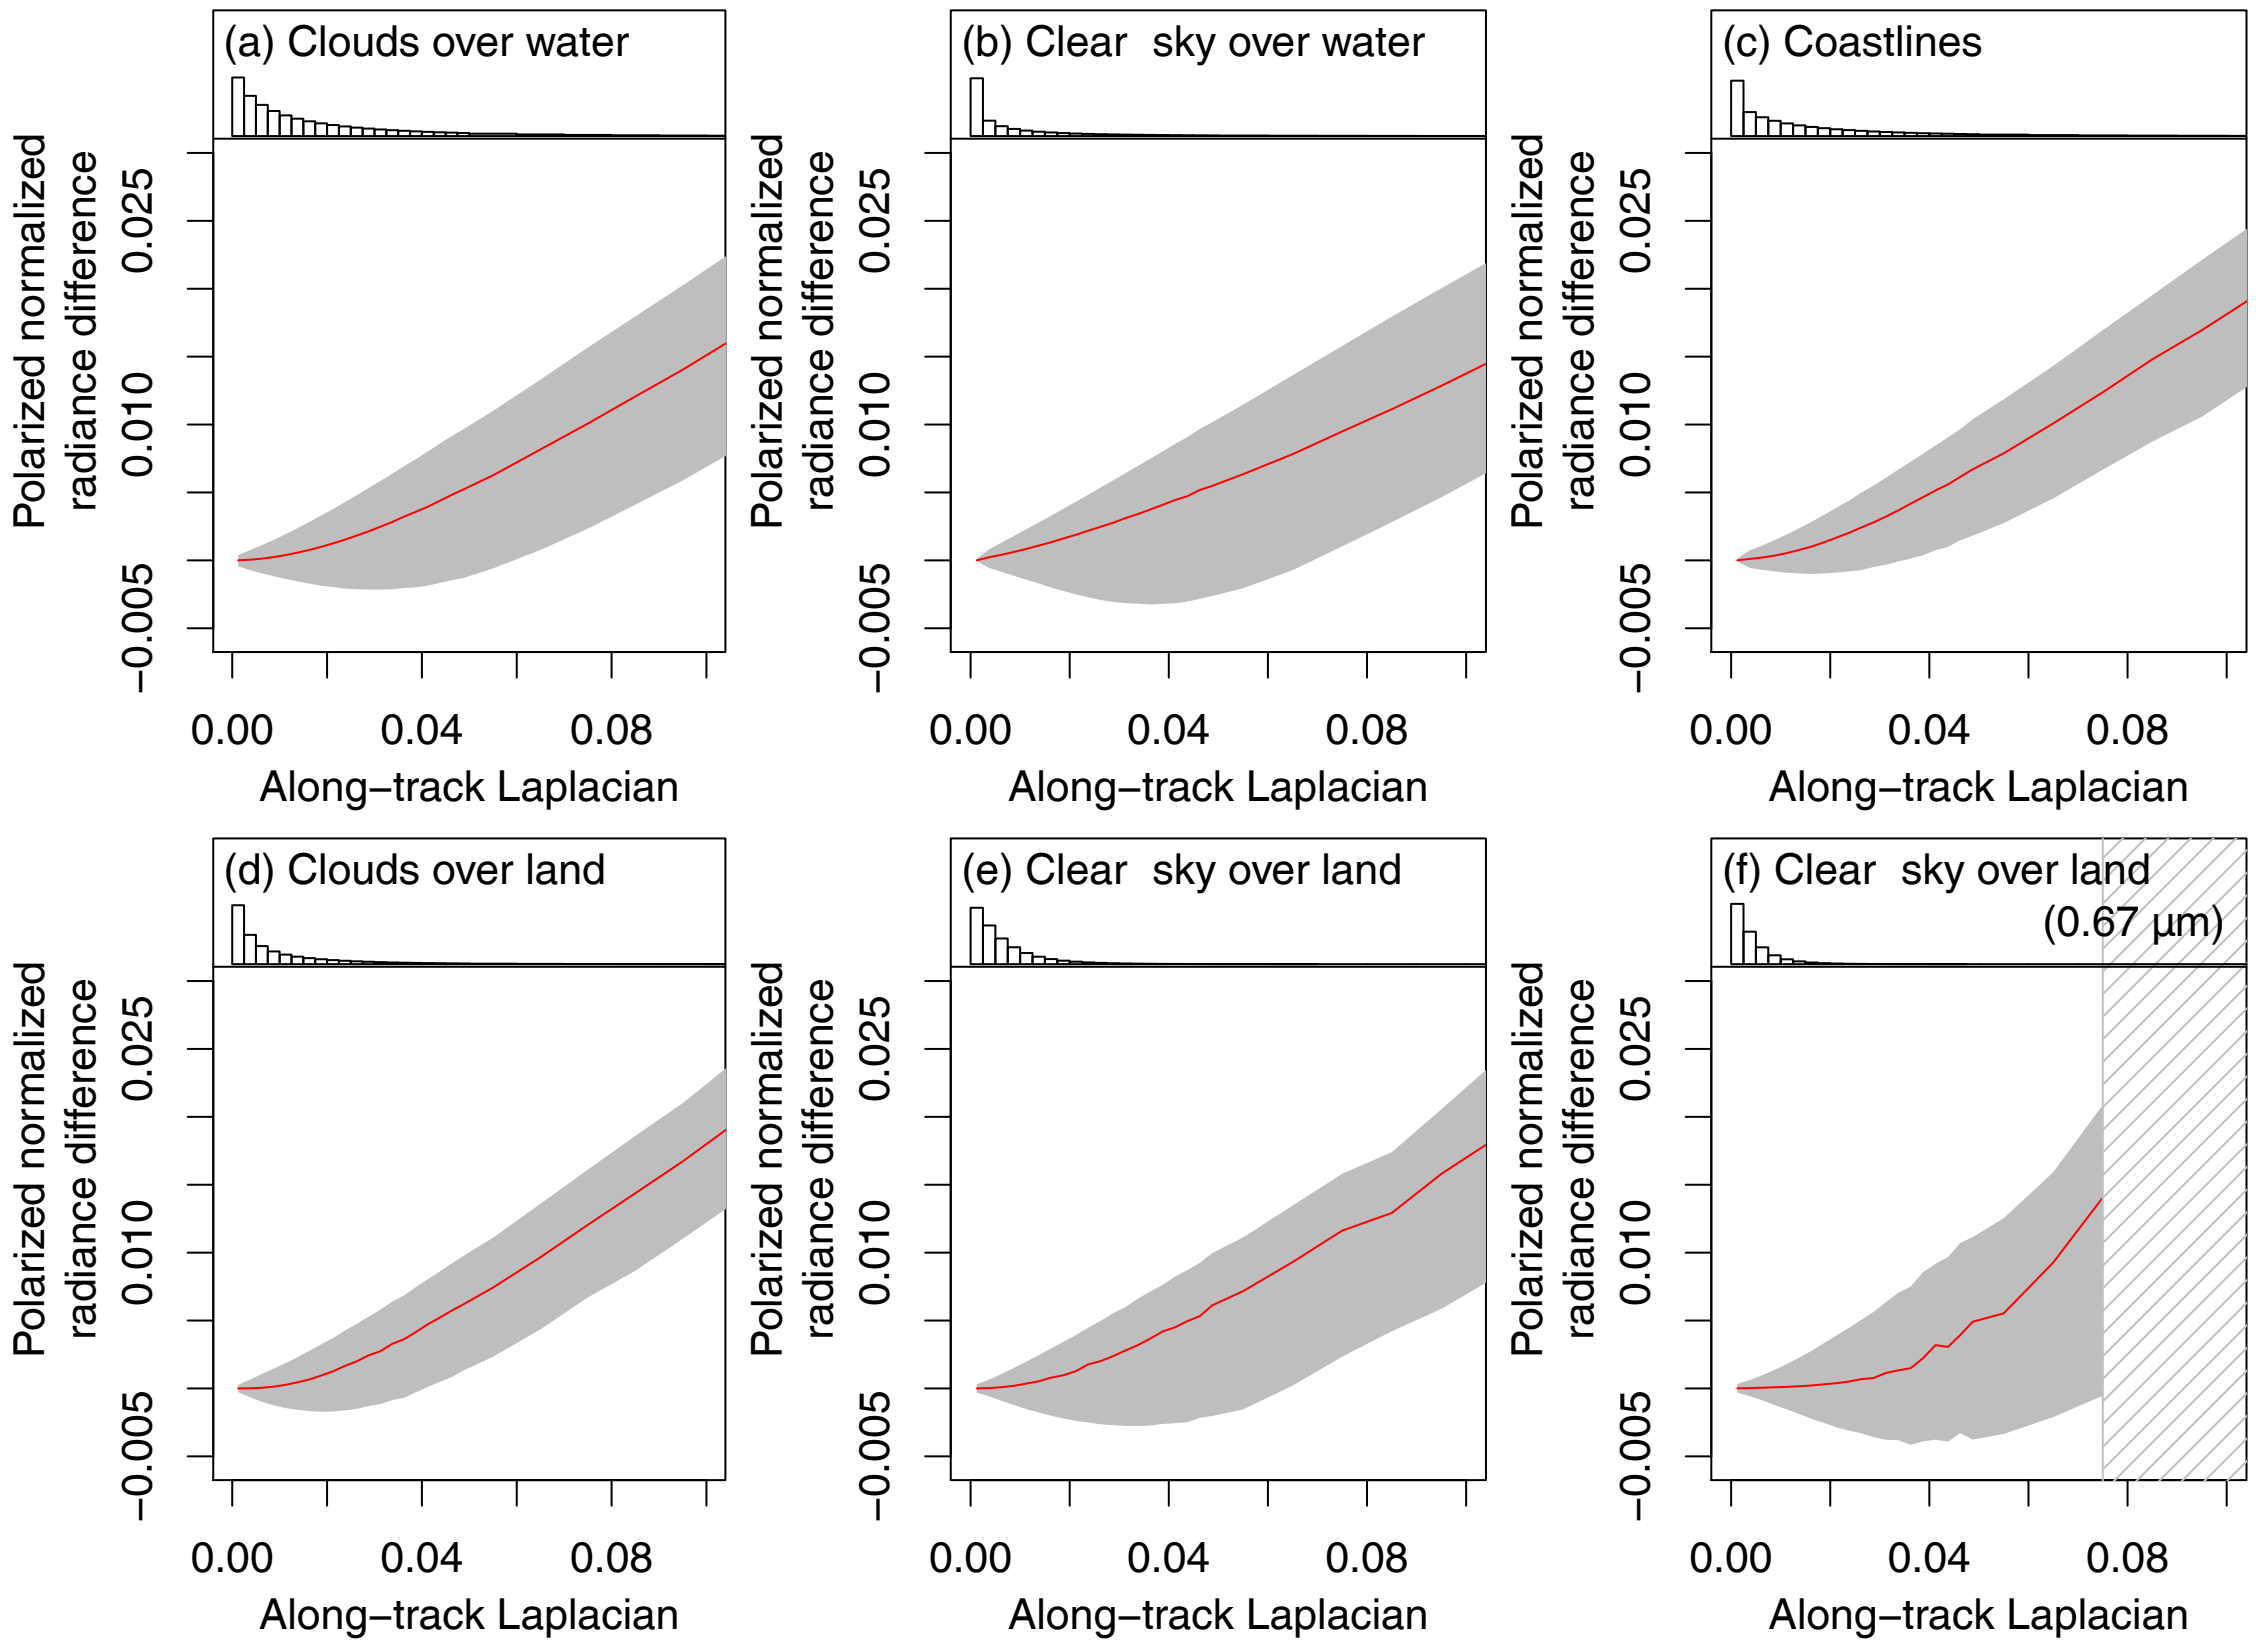 (a) Clouds over water
Polarized normalized
radiance difference
0.025
0.010
−0.005
0.00 0.04 0.08
Along−track Laplacian
(b) Clear sky over water
Polarized normalized
radiance difference
0.025
0.010
−0.005
0.00 0.04 0.08
Along−track Laplacian
(c) Coastlines
Polarized normalized
radiance difference
0.025
0.010
−0.005
0.00 0.04 0.08
Along−track Laplacian
(d) Clouds over land
Polarized normalized
radiance difference
0.025
0.010
−0.005
0.00 0.04 0.08
Along−track Laplacian
(e) Clear sky over land
Polarized normalized
radiance difference
0.025
0.010
−0.005
0.00 0.04 0.08
Along−track Laplacian
(f) Clear sky over land
(0.67 μm)
Polarized normalized
radiance difference
0.025
0.010
−0.005
0.00 0.04 0.08
Along−track Laplacian